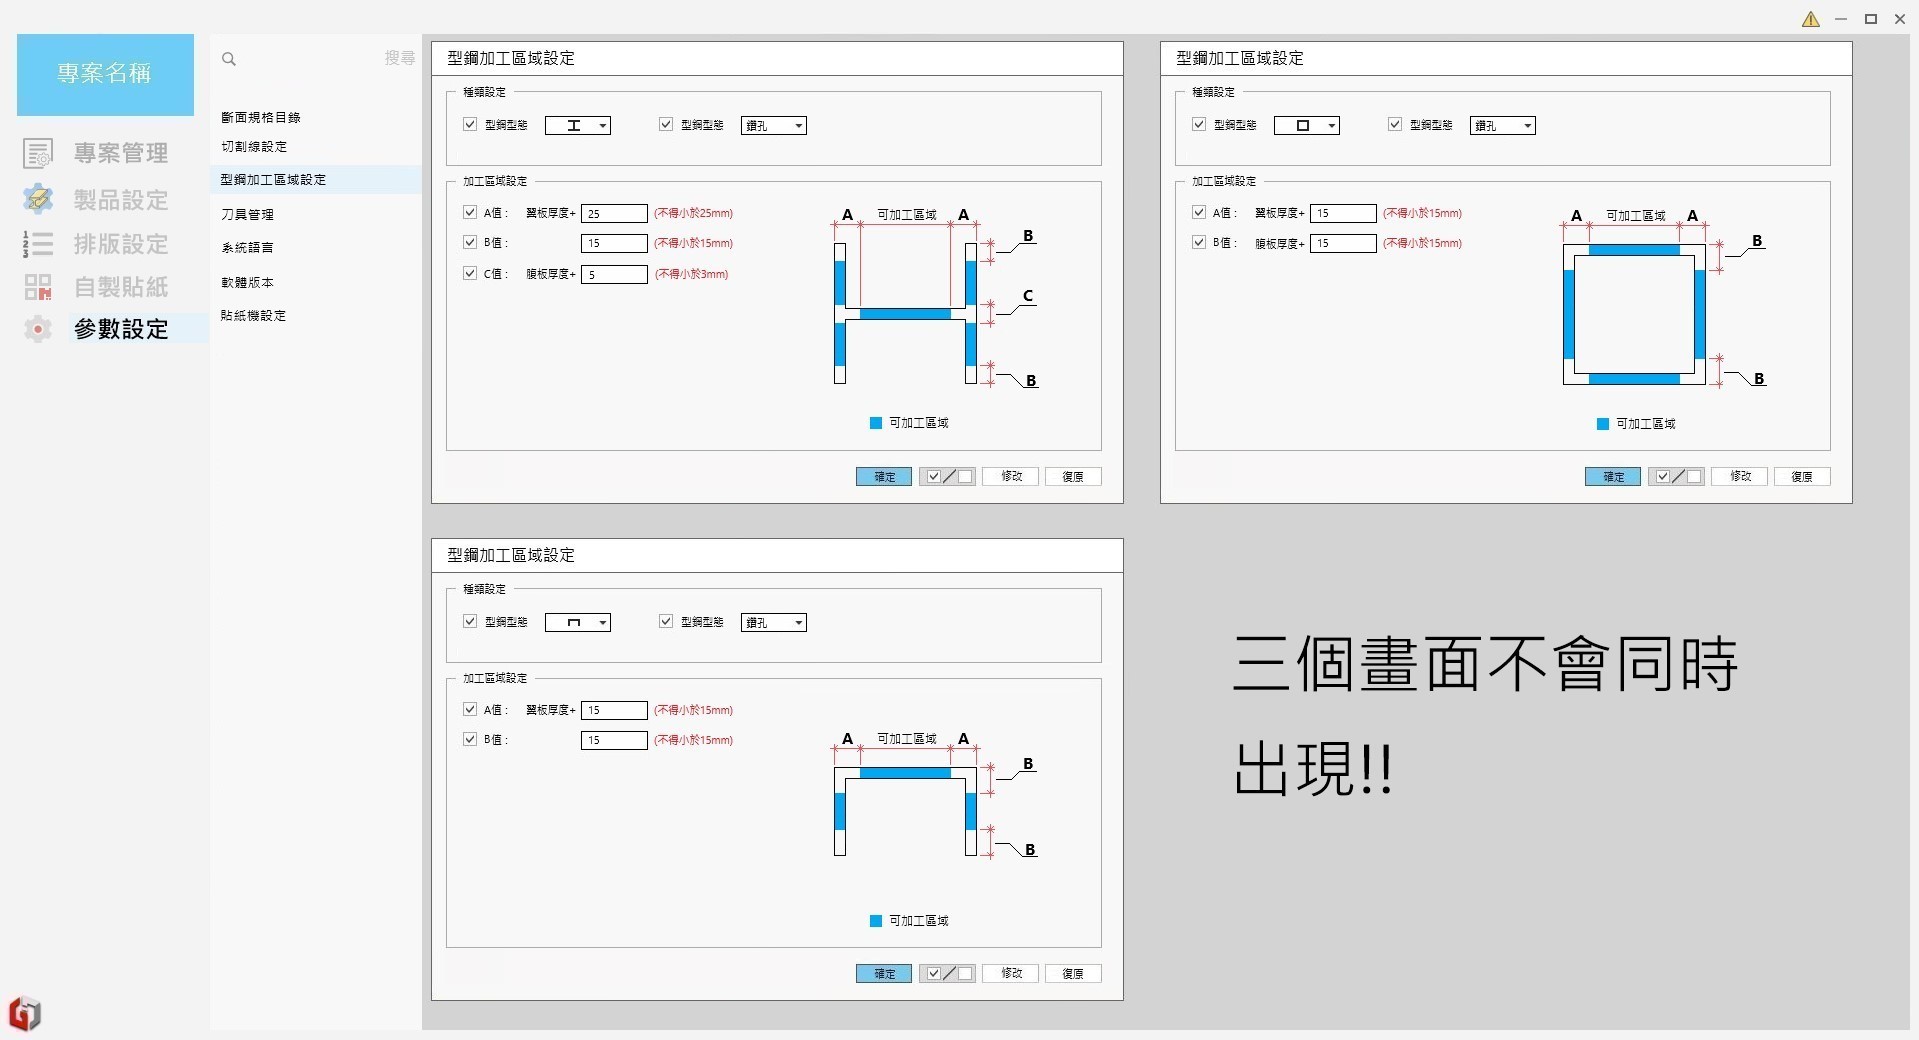 專案名稱
專案管理
製品設定
排版設定
自製貼紙
參數設定
搜尋
斷面規格目錄
切割線設定
型鋼加工區域設定
刀具管理
系統語言
軟體版本
貼紙機設定
型鋼加工區域設定
種類設定
型鋼型態
型鋼型態 鑽孔
加工區域設定
A值： 翼板厚度+ 25 (不得小於25mm)
B值： 15 (不得小於15mm)
C值： 腹板厚度+ 5 (不得小於3mm)
A 可加工區域 A
B
C
B
可加工區域
確定 修改 復原
型鋼加工區域設定
種類設定
型鋼型態
型鋼型態 鑽孔
加工區域設定
A值： 翼板厚度+ 15 (不得小於15mm)
B值： 腹板厚度+ 15 (不得小於15mm)
A 可加工區域 A
B
B
可加工區域
確定 修改 復原
型鋼加工區域設定
種類設定
型鋼型態
型鋼型態 鑽孔
加工區域設定
A值： 翼板厚度+ 15 (不得小於15mm)
B值： 15 (不得小於15mm)
A 可加工區域 A
B
B
可加工區域
確定 修改 復原
三個畫面不會同時
出現!!